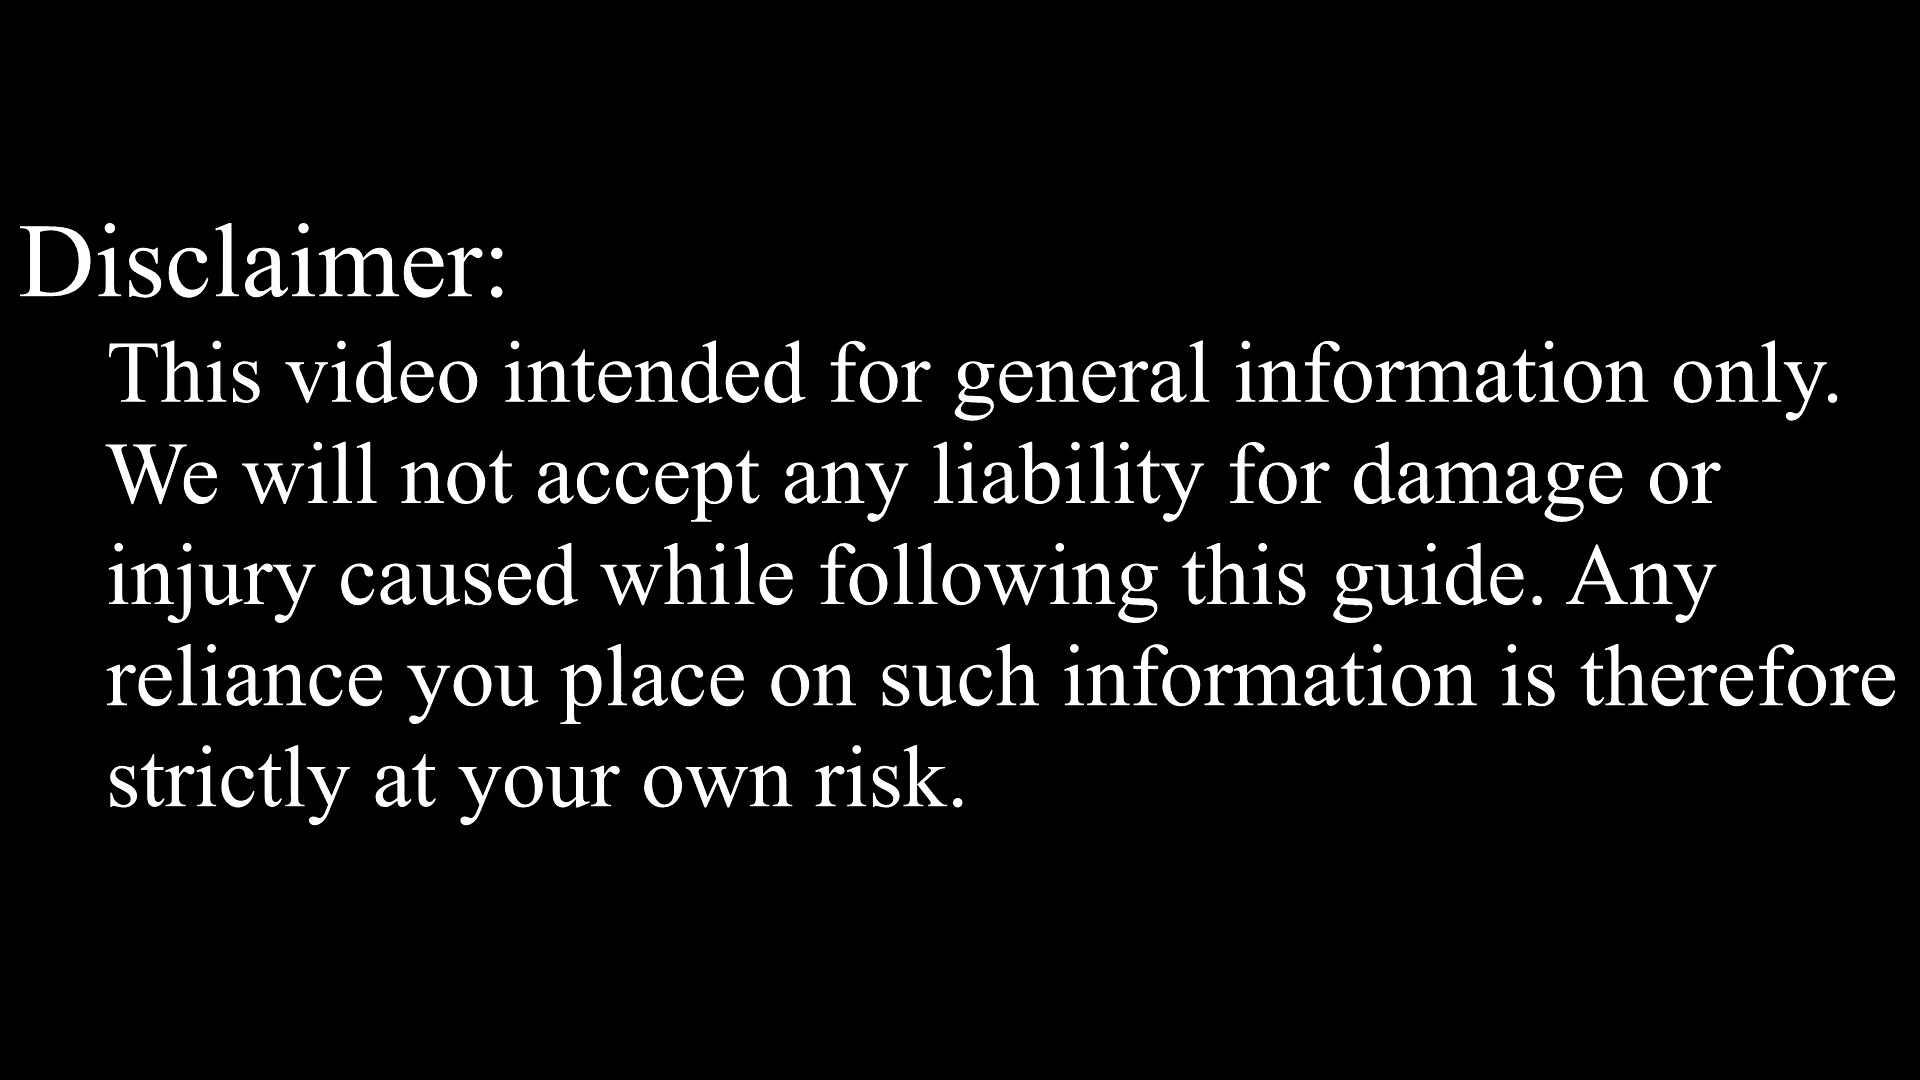 Disclaimer:
This video intended for general information only.
We will not accept any liability for damage or
injury caused while following this guide. Any
reliance you place on such information is therefore
strictly at your own risk.